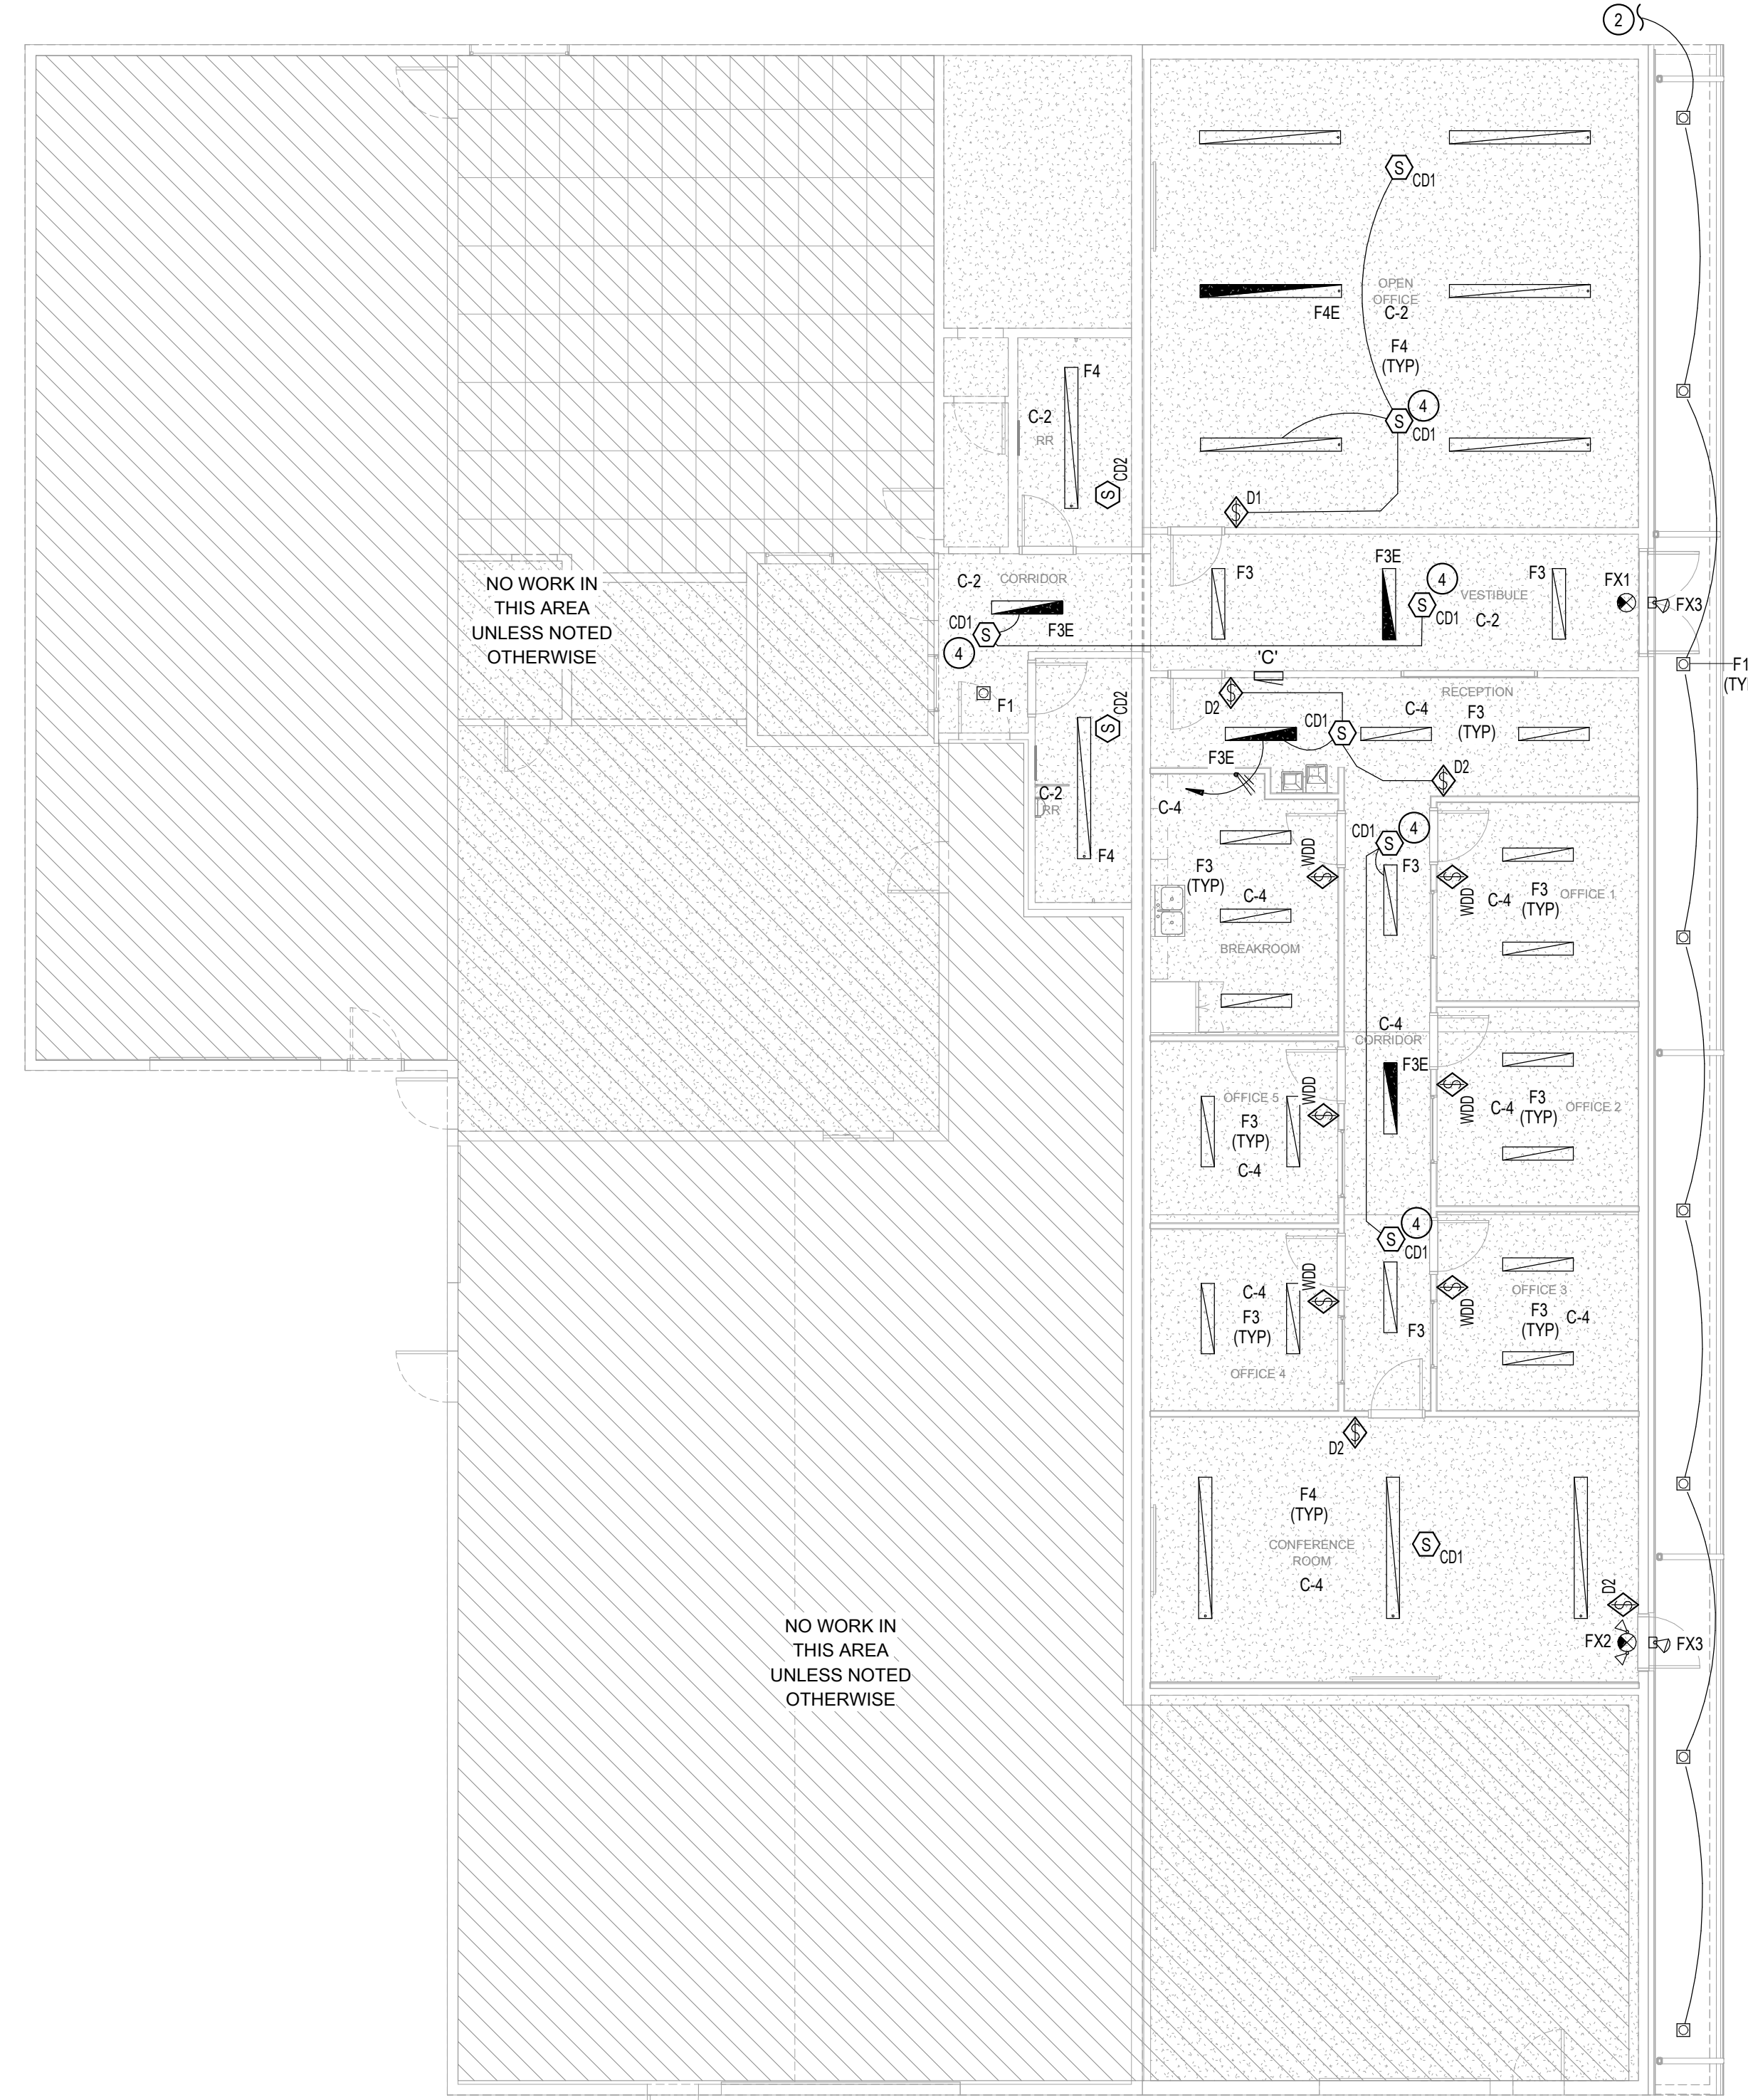 2
S
CD1
OPEN
OFFICE
C-2
F4E
F4
(TYP)
4
S
CD1
D1
F4
C-2
RR
S
CD2
NO WORK IN
THIS AREA
UNLESS NOTED
OTHERWISE
C-2
CORRIDOR
F3E
CD1
S
4
F1
F3
F3E
4
S
CD1
VESTIBULE
C-2
F3
FX1
FX3
F1
(TY
'C'
D2
CD1
S
RECEPTION
C-4
F3
(TYP)
F3E
D2
C-4
S
CD2
C-2
RR
F4
F3
(TYP)
C-4
BREAKROOM
WDD
CD1
S
4
F3
WDD
C-4
F3
(TYP)
OFFICE 1
C-4
CORRIDOR
F3E
OFFICE 5
F3
(TYP)
C-4
WDD
WDD
C-4
F3
(TYP)
OFFICE 2
4
S
CD1
F3
C-4
F3
(TYP)
OFFICE 4
WDD
WDD
OFFICE 3
F3
(TYP)
C-4
D2
F4
(TYP)
CONFERENCE
ROOM
C-4
S
CD1
D2
FX2
FX3
NO WORK IN
THIS AREA
UNLESS NOTED
OTHERWISE